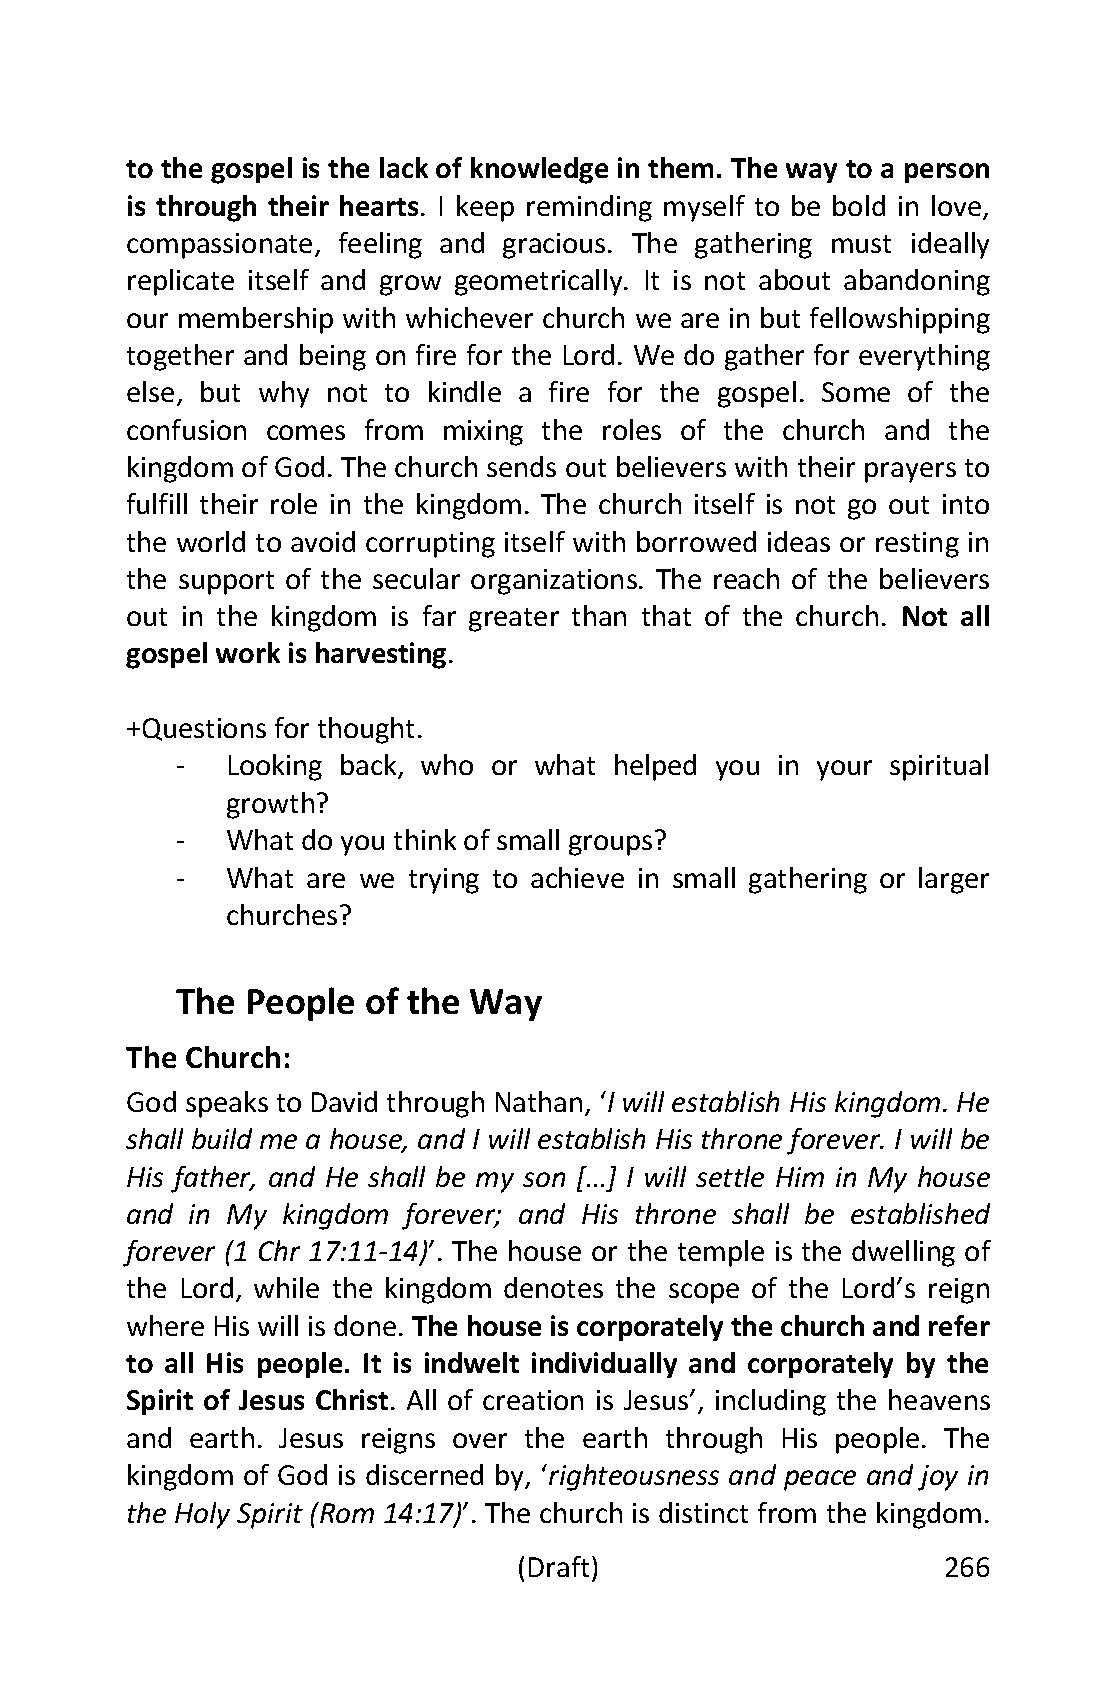 to the gospel is the lack of knowledge in them. The way to a person
is through their hearts. I keep reminding myself to be bold in love,
compassionate, feeling and gracious. The gathering must ideally
replicate itself and grow geometrically. It is not about abandoning
our membership with whichever church we are in but fellowshipping
together and being on fire for the Lord. We do gather for everything
else, but why not to kindle a fire for the gospel. Some of the
confusion comes from mixing the roles of the church and the
kingdom of God. The church sends out believers with their prayers to
fulfill their role in the kingdom. The church itself is not go out into
the world to avoid corrupting itself with borrowed ideas or resting in
the support of the secular organizations. The reach of the believers
out in the kingdom is far greater than that of the church. Not all
gospel work is harvesting.
+Questions for thought.
- Looking back, who or what helped you in your spiritual
growth?
- What do you think of small groups?
- What are we trying to achieve in small gathering or larger
churches?
The People of the Way
The Church:
God speaks to David through Nathan, ‘I will establish His kingdom. He
shall build me a house, and I will establish His throne forever. I will be
His father, and He shall be my son […] I will settle Him in My house
and in My kingdom forever; and His throne shall be established
forever (1 Chr 17:11-14)’. The house or the temple is the dwelling of
the Lord, while the kingdom denotes the scope of the Lord’s reign
where His will is done. The house is corporately the church and refer
to all His people. It is indwelt individually and corporately by the
Spirit of Jesus Christ. All of creation is Jesus’, including the heavens
and earth. Jesus reigns over the earth through His people. The
kingdom of God is discerned by, ‘righteousness and peace and joy in
the Holy Spirit (Rom 14:17)’. The church is distinct from the kingdom.
(Draft) 266